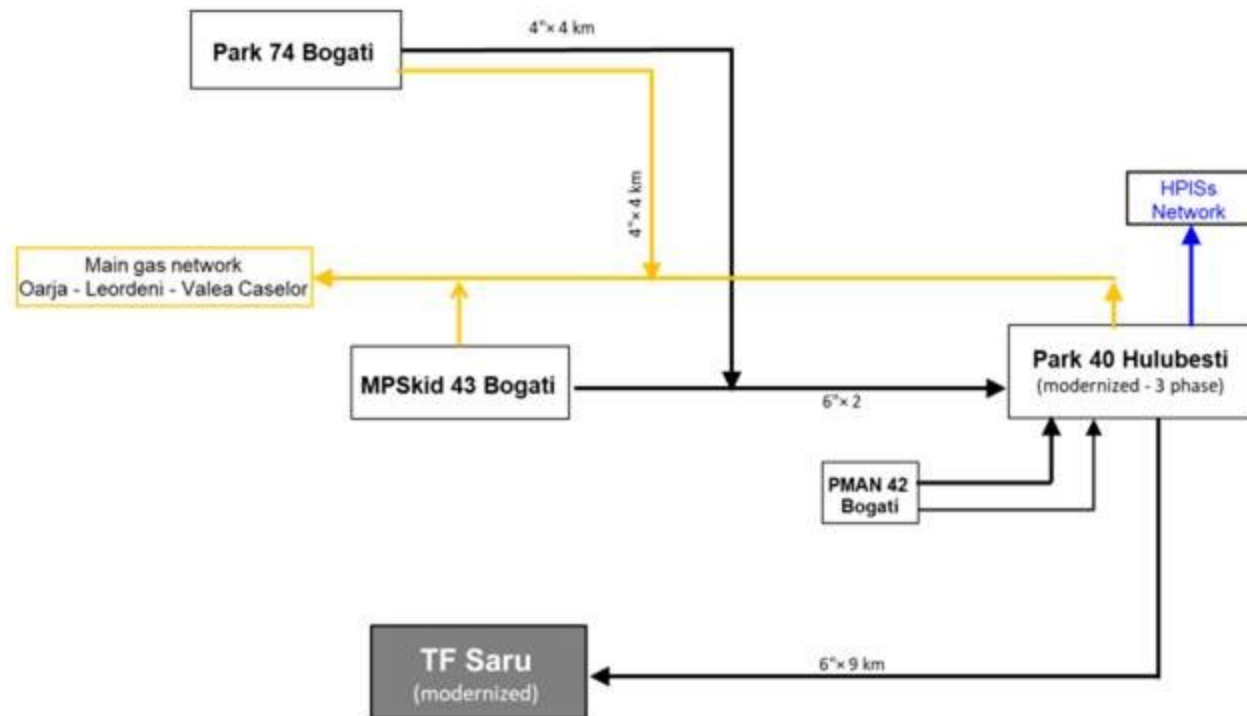 4"× 4 km
Park 74 Bogati
4"× 4 km
HPISs
Network
Main gas network
Oarja - Leordeni - Valea Caselor
Park 40 Hulubesti
(modernized - 3 phase)
MPSkid 43 Bogati
6"× 2
PMAN 42
Bogati
TF Saru
(modernized)
6"× 9 km